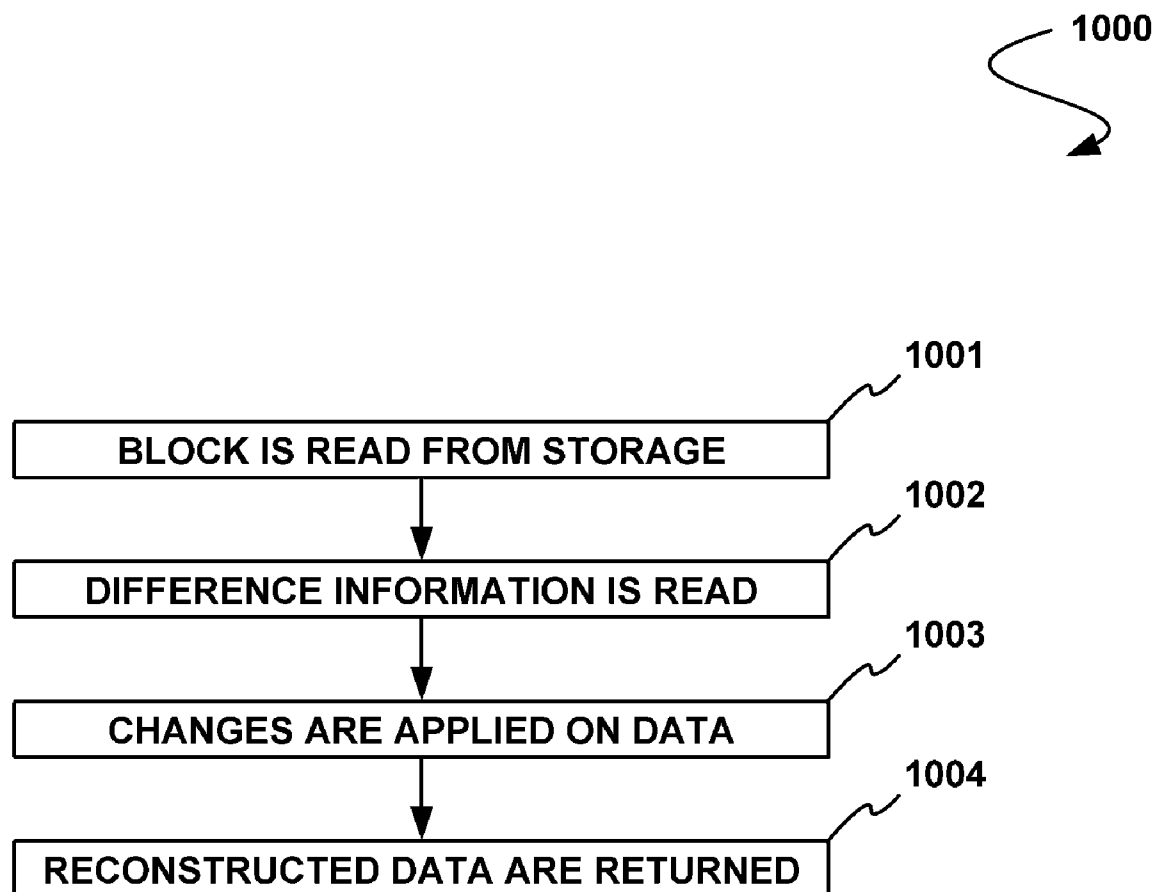 1000
1001
BLOCK IS READ FROM STORAGE
1002
DIFFERENCE INFORMATION IS READ
1003
CHANGES ARE APPLIED ON DATA
1004
RECONSTRUCTED DATA ARE RETURNED